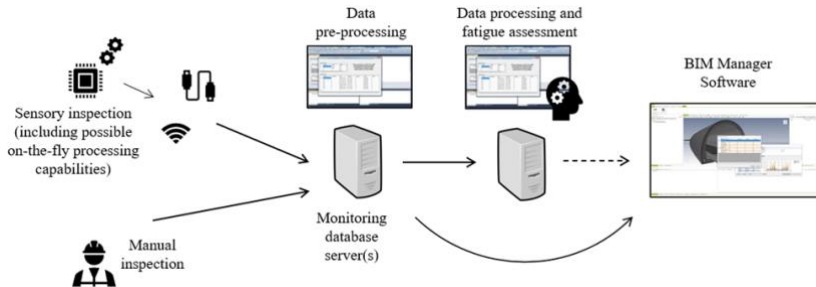 Data
pre-processing
Data processing and
fatigue assessment
BIM Manager
Software
Sensory inspection
(including possible
on-the-fly processing
capabilities)
Monitoring
database
server(s)
Manual
inspection